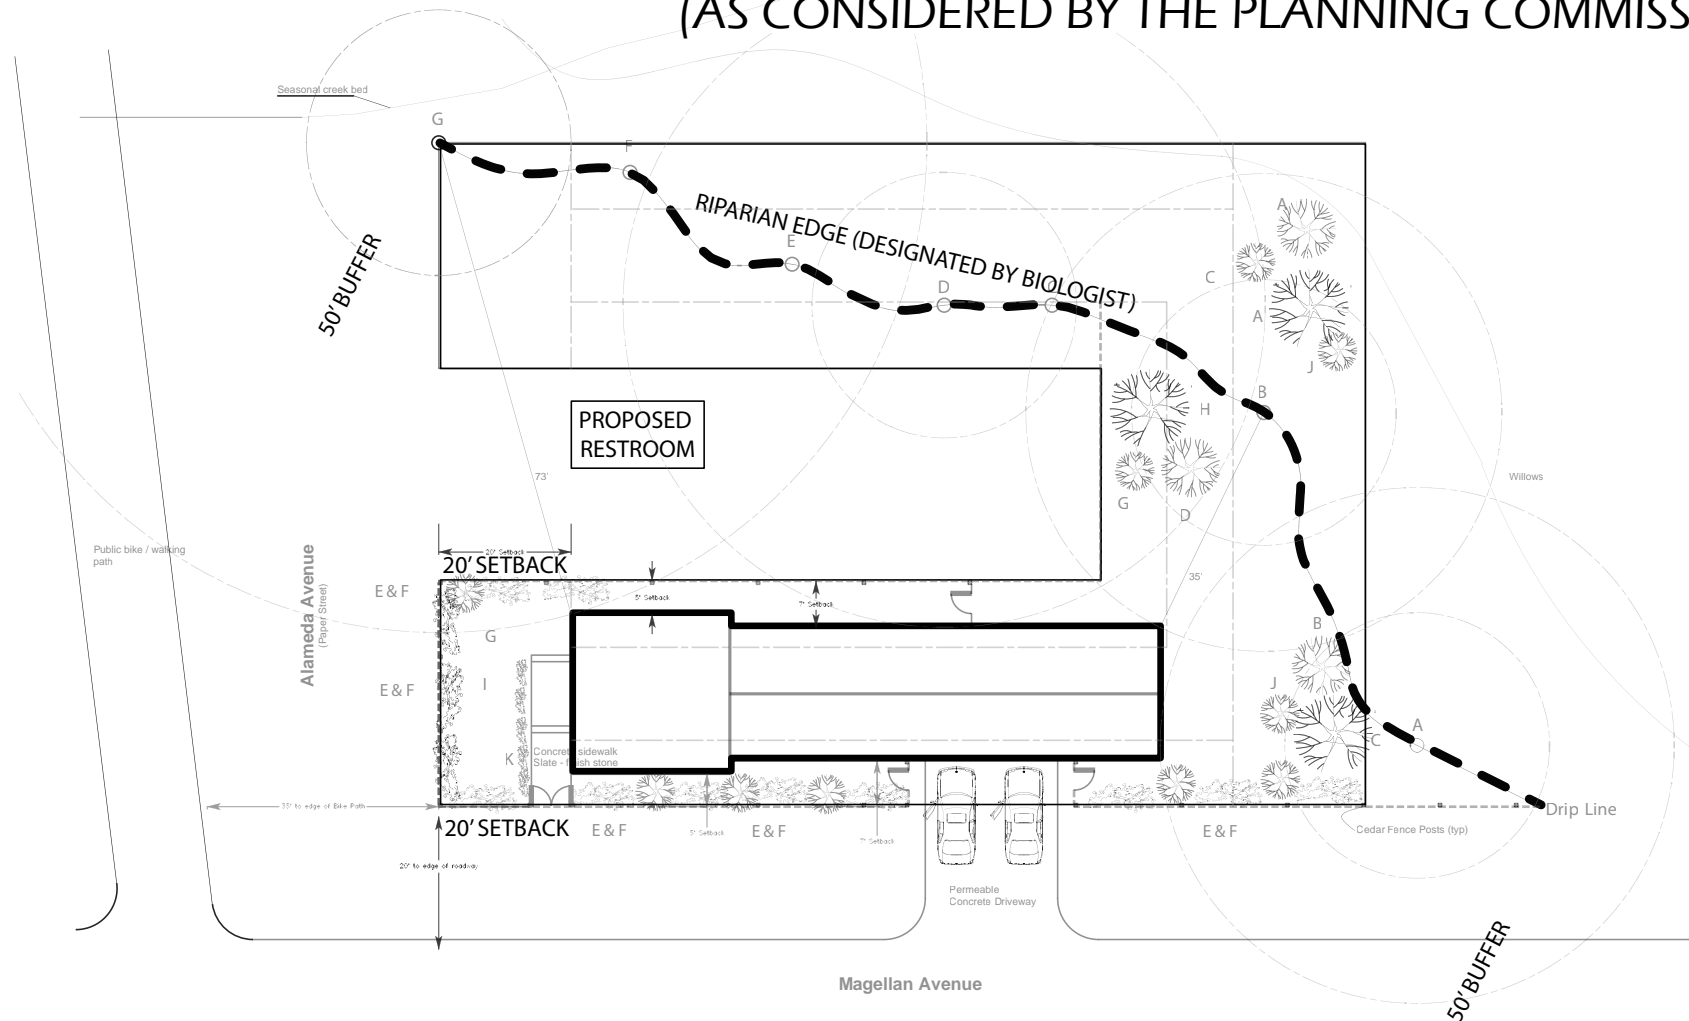 (AS CONSIDERED BY THE PLANNING COMMISS
Seasonal creek bed
G
F
RIPARIAN EDGE (DESIGNATED BY BIOLOGIST)
A
E
C
50' BUFFER
D
A
J
B
H
PROPOSED
RESTROOM
73'
Willows
G
D
Public bike / walking
path
20' Setback
20' SETBACK
Alameda Avenue
(Paper Street)
E & F
5' Setback
7' Setback
35'
G
B
E & F
I
J
A
C
K
Concrete sidewalk
Slate - finish stone
35' to edge of Bike Path
Drip Line
20' SETBACK
E & F
5' Setback
E & F
7' Setback
E & F
Cedar Fence Posts (typ)
20' to edge of roadway
Permeable
Concrete Driveway
50' BUFFER
Magellan Avenue